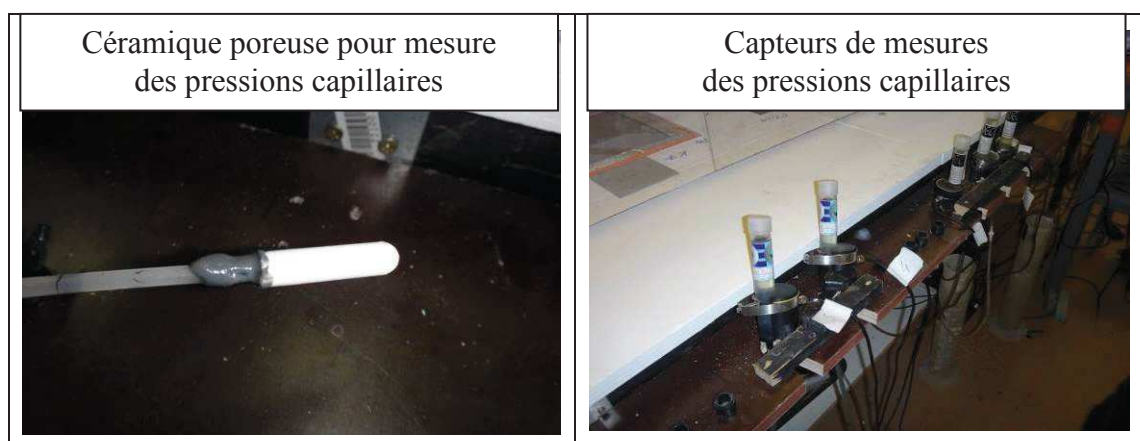 Céramique poreuse pour mesure
des pressions capillaires
Capteurs de mesures
des pressions capillaires